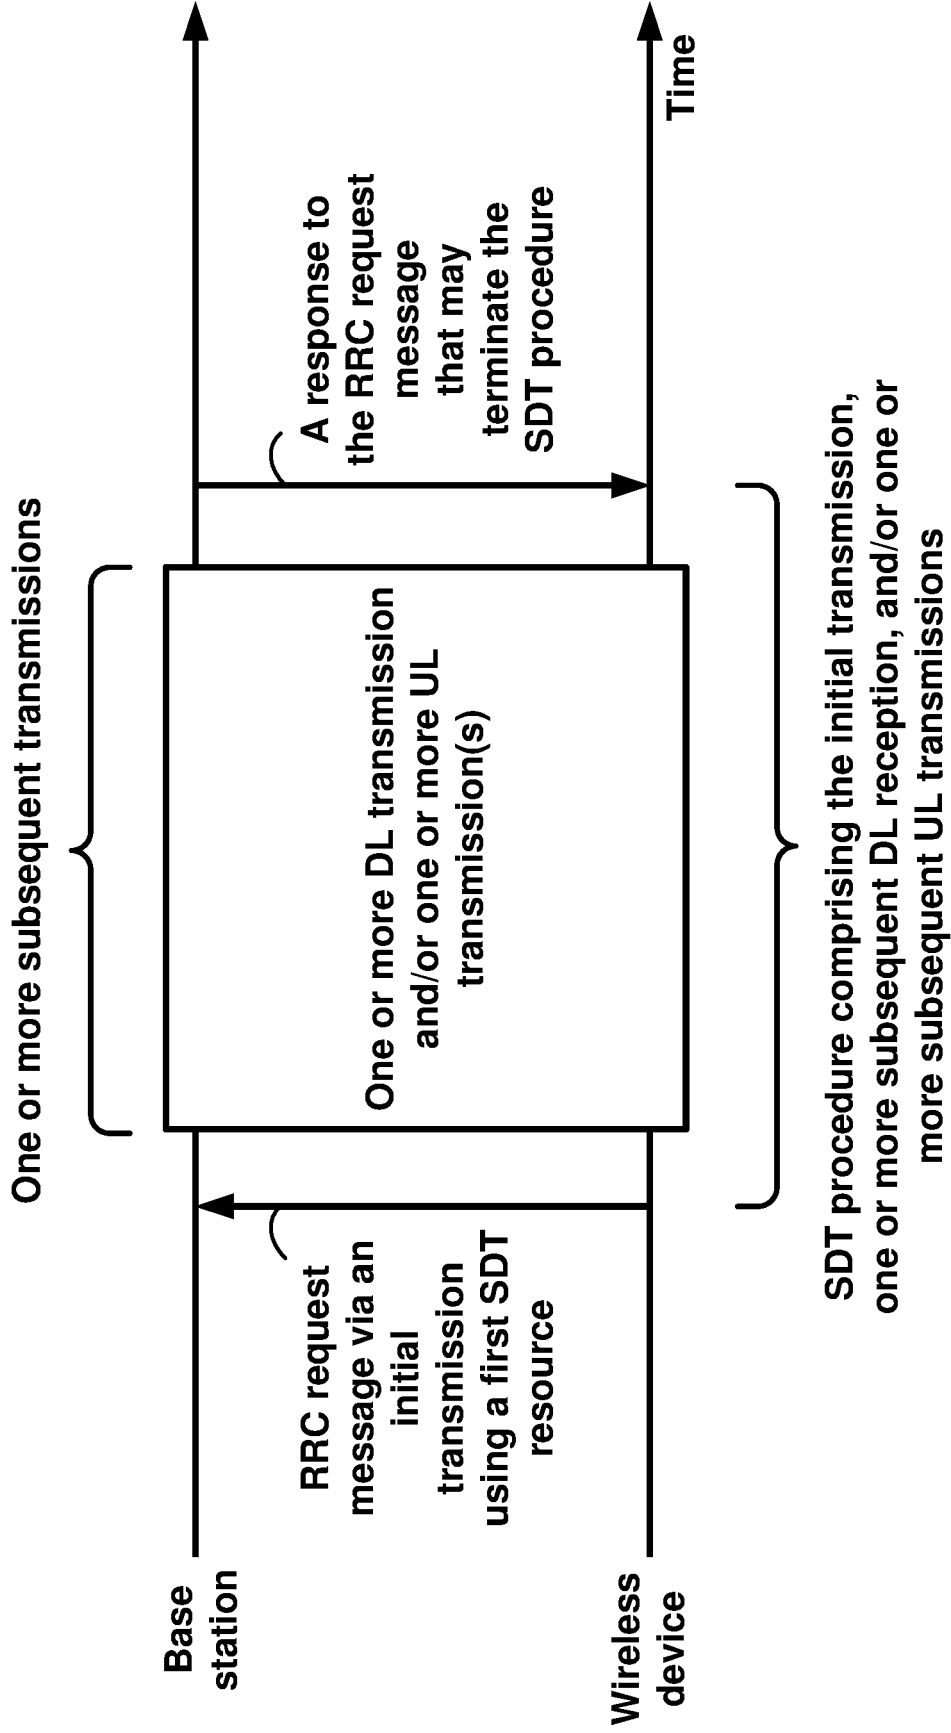 One or more subsequent transmissions
Base
station
RRC request
message via an
initial
transmission
using a first SDT
resource
One or more DL transmission
and/or one or more UL
transmission(s)
A response to
the RRC request
message
that may
terminate the
SDT procedure
Wireless
device
Time
SDT procedure comprising the initial transmission,
one or more subsequent DL reception, and/or one or
more subsequent UL transmissions